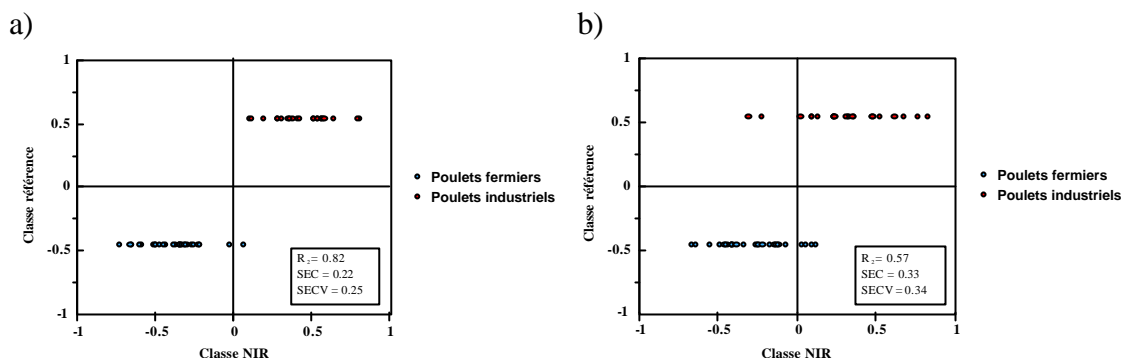 a)
1
0.5
0
-0.5
-1
Classe référence
-1
-0.5
0
0.5
1
Classe NIR
R2= 0.82
SEC = 0.22
SECV = 0.25
Poulets fermiers
Poulets industriels
b)
1
0.5
0
-0.5
-1
Classe référence
-1
-0.5
0
0.5
1
Classe NIR
R2= 0.57
SEC = 0.33
SECV = 0.34
Poulets fermiers
Poulets industriels